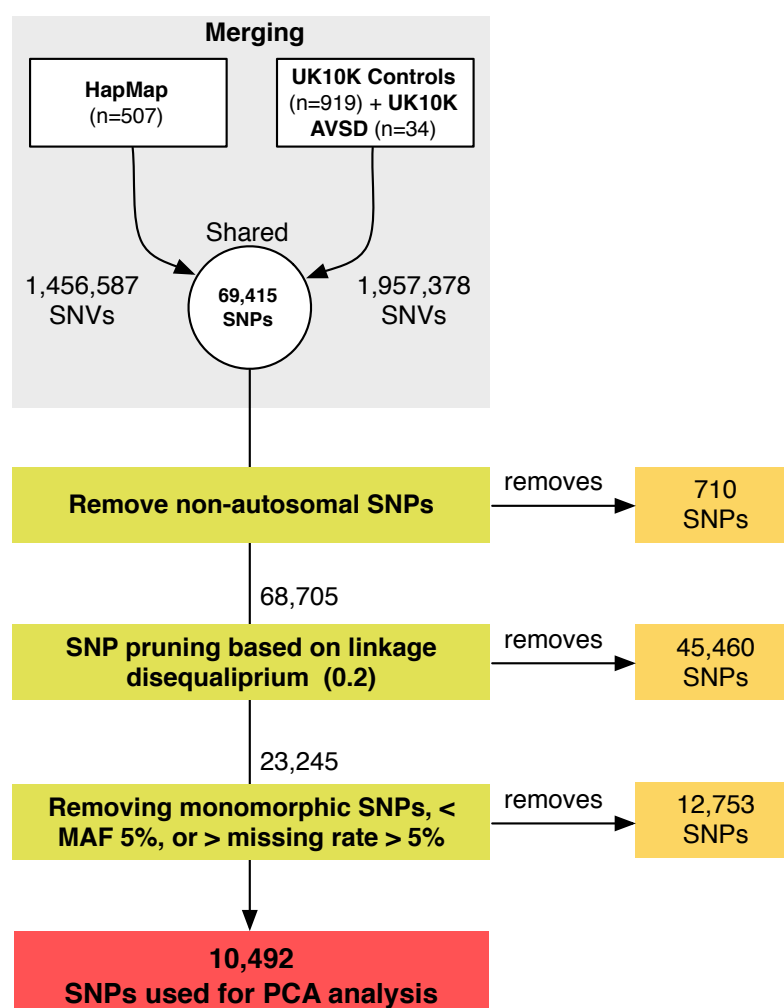 Merging
HapMap
(n=507)
UK10K Controls
(n=919) + UK10K
AVSD (n=34)
Shared
1,456,587
SNVs
69,415
SNPs
1,957,378
SNVs
Remove non-autosomal SNPs
removes
710
SNPs
68,705
SNP pruning based on linkage
disequaliprium (0.2)
removes
45,460
SNPs
23,245
Removing monomorphic SNPs, <
MAF 5%, or > missing rate > 5%
removes
12,753
SNPs
10,492
SNPs used for PCA analysis